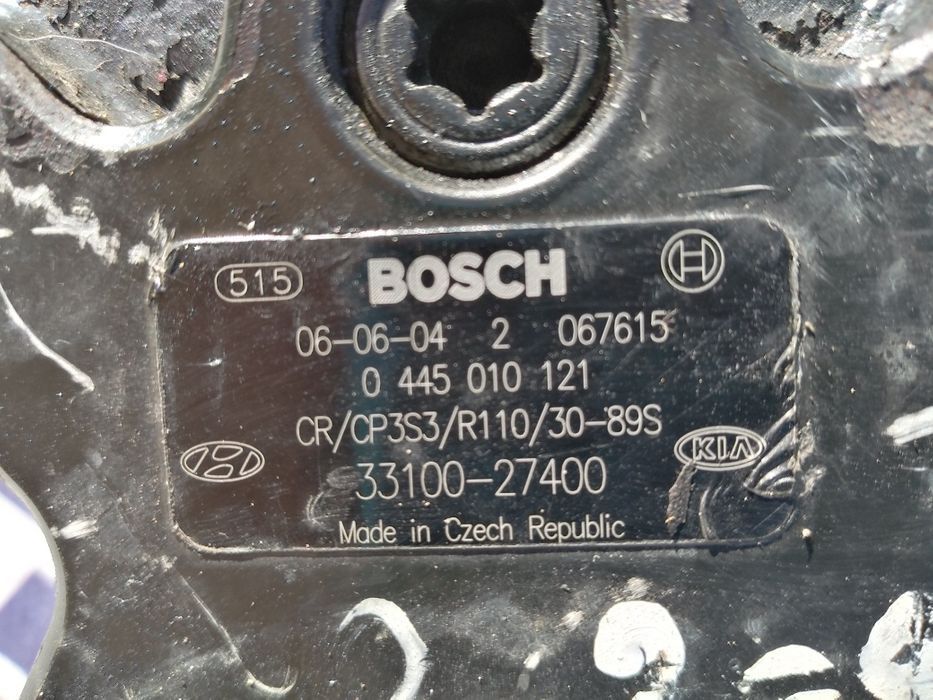 515 BOSCH H
06-06-04 2 067615
0 445 010 121
CR/CP3S3/R110/30-89S
KIA
33100-27400
Made in Czech Republic